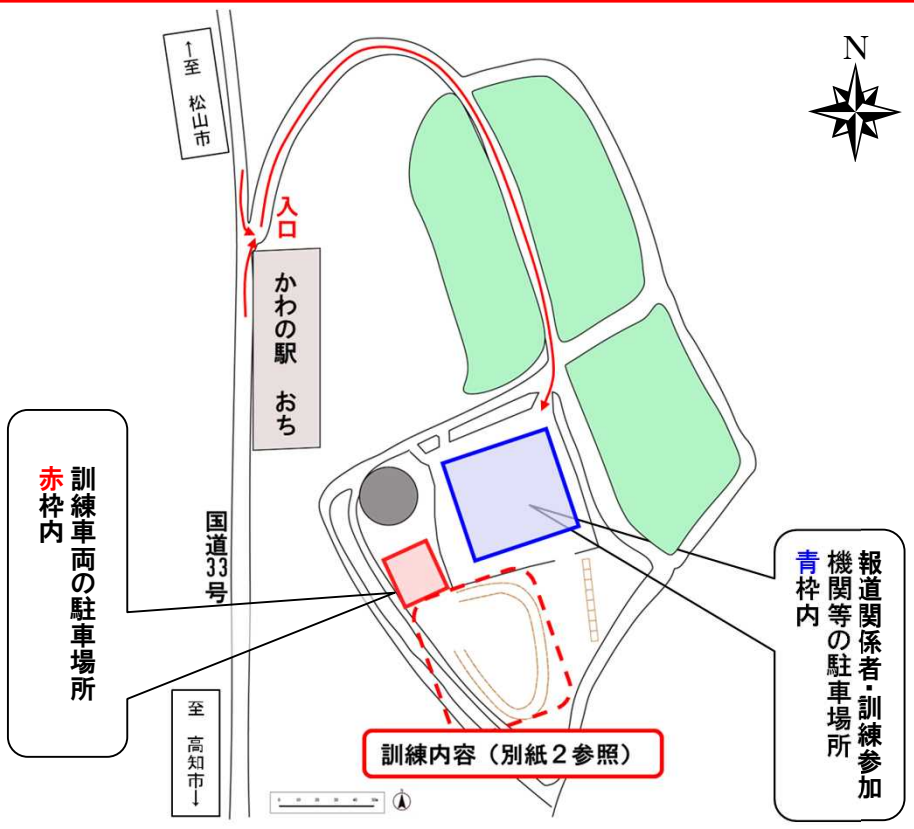 ↑至 松山市
N
入口
かわの駅 おち
訓練車両の駐車場所
赤枠内
国道33号
報道関係者・訓練参加
機関等の駐車場所
青枠内
至 高知市↓
訓練内容（別紙２参照）